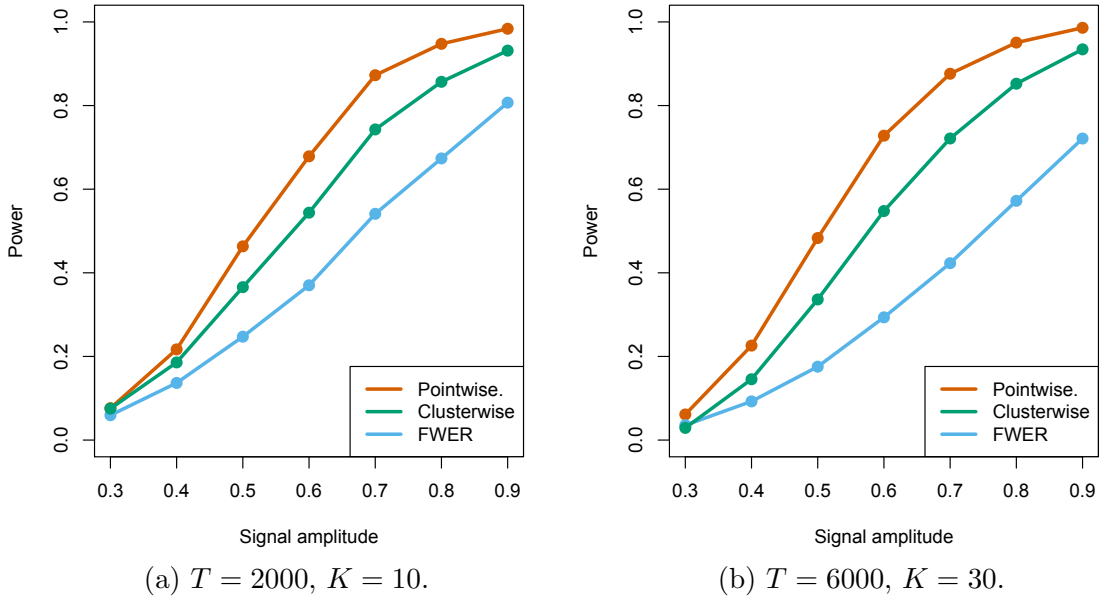 1.0
0.8
0.6
0.4
0.2
0.0
Power
0.3 0.4 0.5 0.6 0.7 0.8 0.9
Signal amplitude
Pointwise.
Clusterwise
FWER
(a) T = 2000, K = 10.
1.0
0.8
0.6
0.4
0.2
0.0
Power
0.3 0.4 0.5 0.6 0.7 0.8 0.9
Signal amplitude
Pointwise.
Clusterwise
FWER
(b) T = 6000, K = 30.